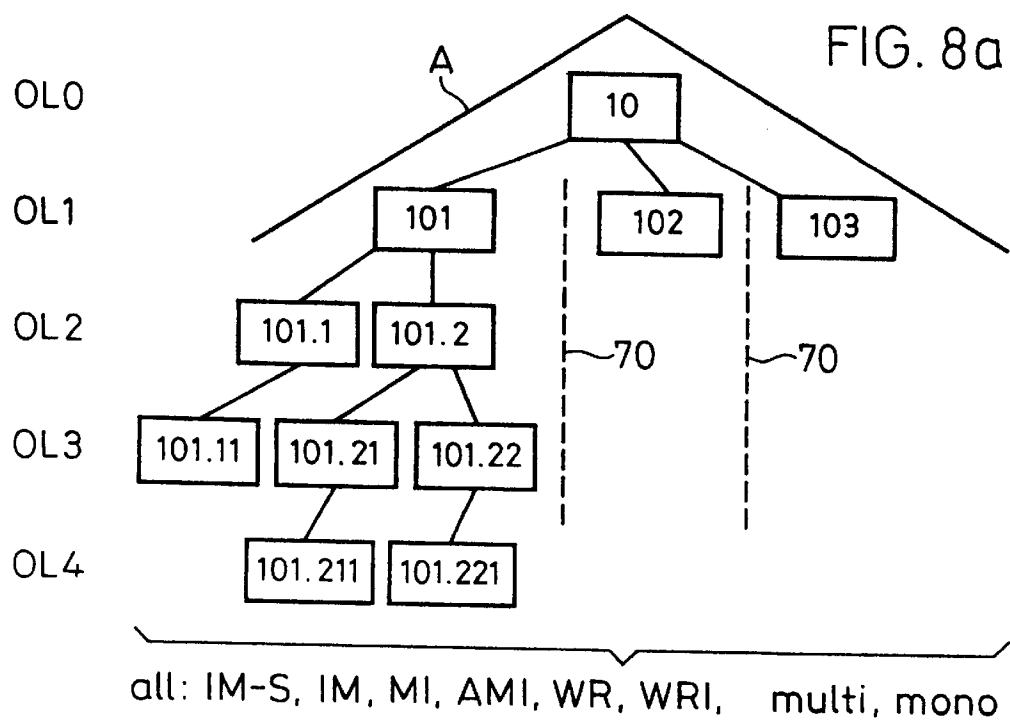 FIG. 8a
A
OL0
10
OL1
101
102
103
OL2
101.1
101.2
70
70
OL3
101.11
101.21
101.22
OL4
101.211
101.221
all: IM-S, IM, MI, AMI, WR, WRI, multi, mono